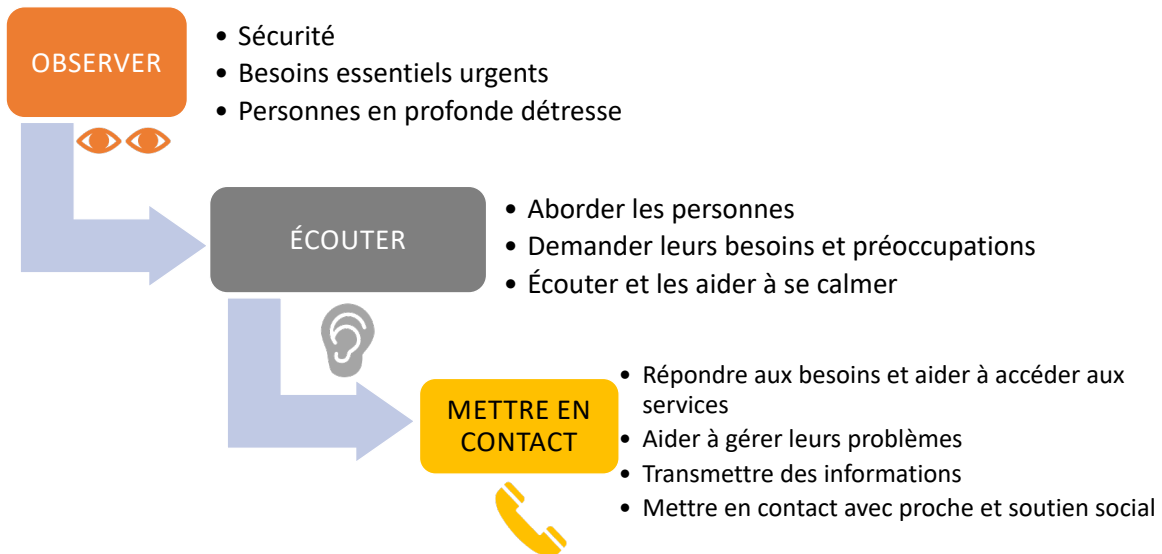 OBSERVER
• Sécurité
• Besoins essentiels urgents
• Personnes en profonde détresse
ÉCOUTER
• Aborder les personnes
• Demander leurs besoins et préoccupations
• Écouter et les aider à se calmer
METTRE EN
CONTACT
• Répondre aux besoins et aider à accéder aux
services
• Aider à gérer leurs problèmes
• Transmettre des informations
• Mettre en contact avec proche et soutien social